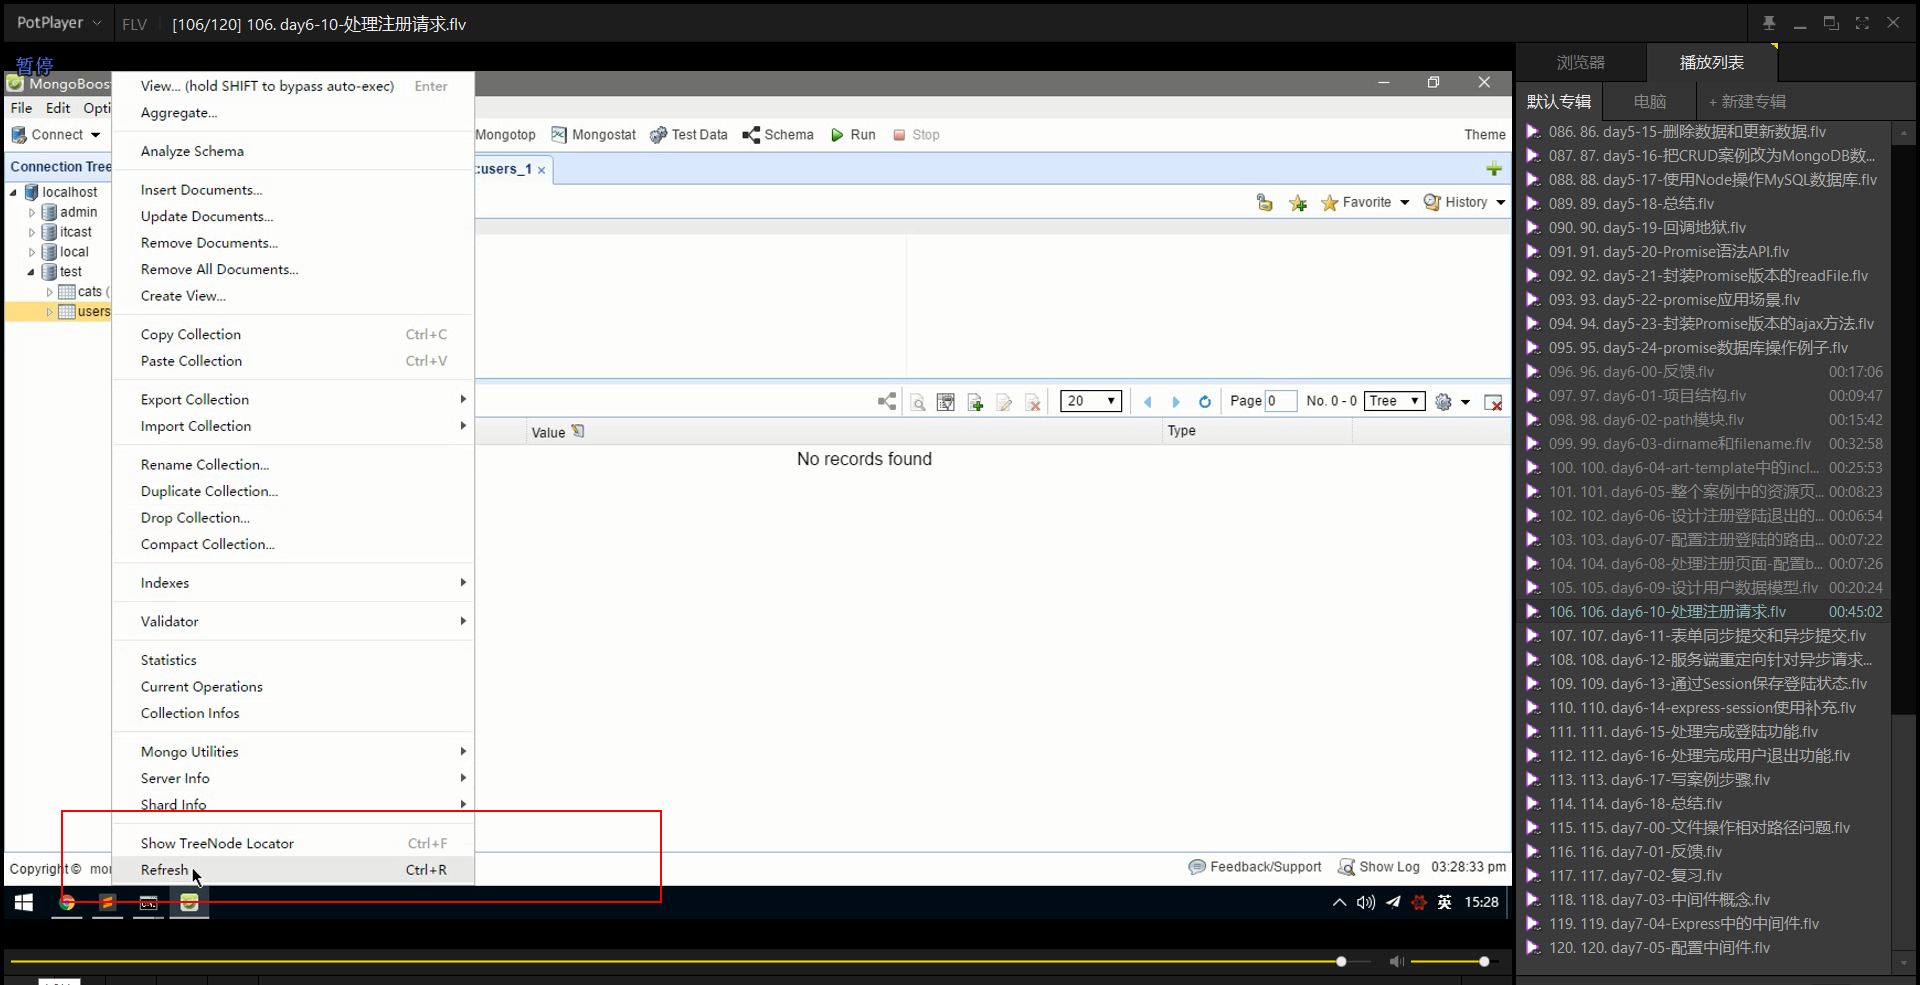 PotPlayer
FLV
[106/120] 106. day6-10-处理注册请求.flv
暂停
MongoBoost
File Edit Opti
Connect
Mongotop Mongostat Test Data Schema Run Stop Theme
Connection Tree
:users_1
localhost
admin
itcast
local
test
cats (
users
Favorite History
View... (hold SHIFT to bypass auto-exec) Enter
Aggregate...
Analyze Schema
Insert Documents...
Update Documents...
Remove Documents...
Remove All Documents...
Create View...
Copy Collection Ctrl+C
Paste Collection Ctrl+V
Export Collection
Import Collection
Rename Collection...
Duplicate Collection...
Drop Collection...
Compact Collection...
Indexes
Validator
Statistics
Current Operations
Collection Infos
Mongo Utilities
Server Info
Shard Info
Show TreeNode Locator Ctrl+F
Refresh Ctrl+R
20 Page 0 No. 0 - 0 Tree
Value Type
No records found
Copyright © mon
Feedback/Support Show Log 03:28:33 pm
英 15:28
浏览器 播放列表
默认专辑 电脑 + 新建专辑
086. 86. day5-15-删除数据和更新数据.flv
087. 87. day5-16-把CRUD案例改为MongoDB数...
088. 88. day5-17-使用Node操作MySQL数据库.flv
089. 89. day5-18-总结.flv
090. 90. day5-19-回调地狱.flv
091. 91. day5-20-Promise语法API.flv
092. 92. day5-21-封装Promise版本的readFile.flv
093. 93. day5-22-promise应用场景.flv
094. 94. day5-23-封装Promise版本的ajax方法.flv
095. 95. day5-24-promise数据库操作例子.flv
096. 96. day6-00-反馈.flv 00:17:06
097. 97. day6-01-项目结构.flv 00:09:47
098. 98. day6-02-path模块.flv 00:15:42
099. 99. day6-03-dirname和filename.flv 00:32:58
100. 100. day6-04-art-template中的incl... 00:25:53
101. 101. day6-05-整个案例中的资源页... 00:08:23
102. 102. day6-06-设计注册登陆退出的... 00:06:54
103. 103. day6-07-配置注册登陆的路由... 00:07:22
104. 104. day6-08-处理注册页面-配置b... 00:07:26
105. 105. day6-09-设计用户数据模型.flv 00:20:24
106. 106. day6-10-处理注册请求.flv 00:45:02
107. 107. day6-11-表单同步提交和异步提交.flv
108. 108. day6-12-服务端重定向针对异步请求...
109. 109. day6-13-通过Session保存登陆状态.flv
110. 110. day6-14-express-session使用补充.flv
111. 111. day6-15-处理完成登陆功能.flv
112. 112. day6-16-处理完成用户退出功能.flv
113. 113. day6-17-写案例步骤.flv
114. 114. day6-18-总结.flv
115. 115. day7-00-文件操作相对路径问题.flv
116. 116. day7-01-反馈.flv
117. 117. day7-02-复习.flv
118. 118. day7-03-中间件概念.flv
119. 119. day7-04-Express中的中间件.flv
120. 120. day7-05-配置中间件.flv